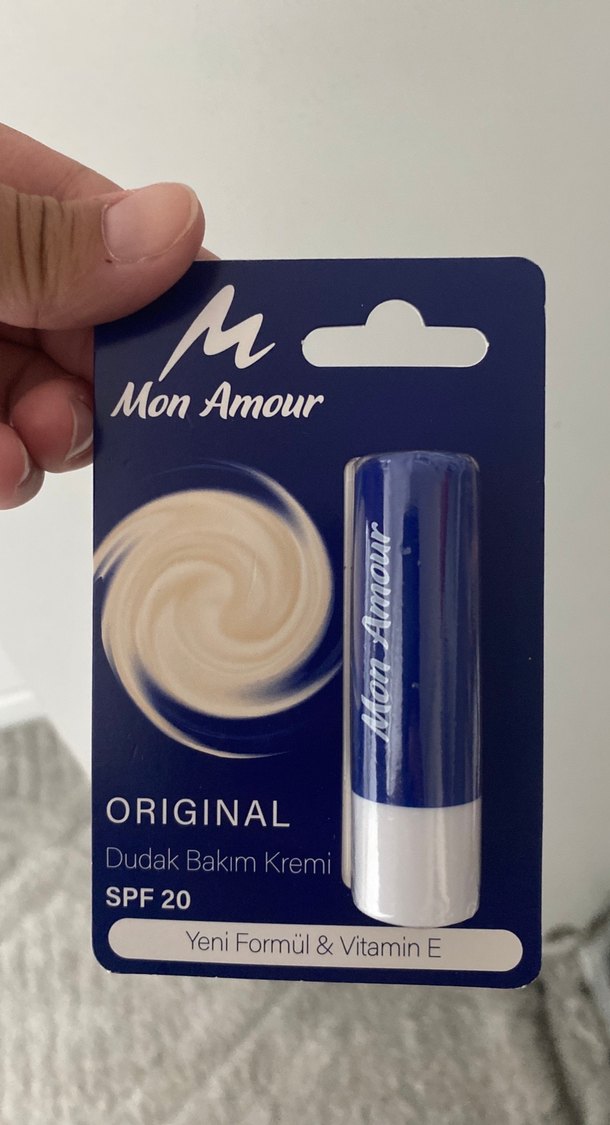 M
Mon Amour
Mon Amour
ORIGINAL
Dudak Bakım Kremi
SPF 20
Yeni Formül & Vitamin E